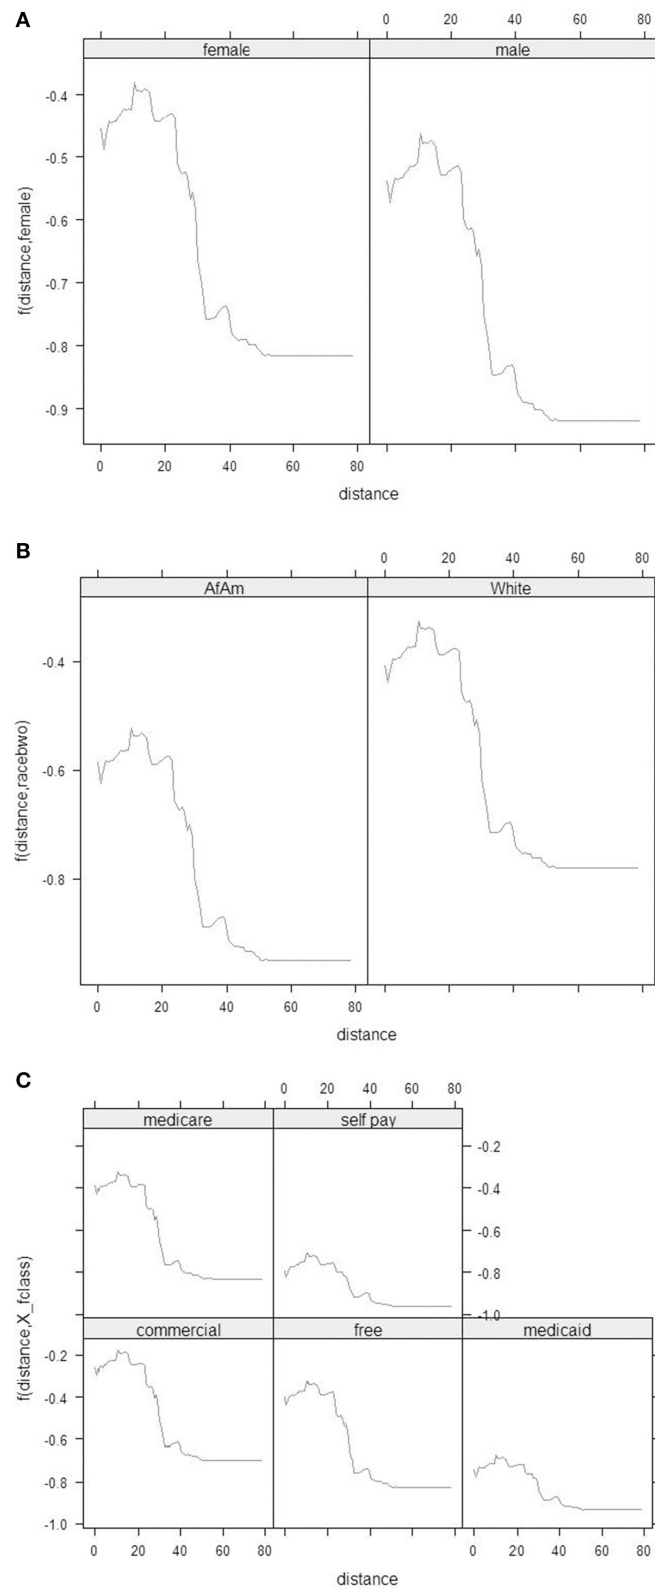 A
0 20 40 60 80
female male
-0.4
-0.5
-0.6
-0.7
-0.8
-0.9
f(distance,female)
0 20 40 60 80
distance
B
0 20 40 60 80
AfAm White
-0.4
-0.6
-0.8
f(distance,racebwo)
0 20 40 60 80
distance
C
0 20 40 60 80
medicare self pay
-0.2
-0.4
-0.6
-0.8
-1.0
f(distance,X_fclass)
commercial free medicaid
-0.2
-0.4
-0.6
-0.8
-1.0
0 20 40 60 80 0 20 40 60 80
distance